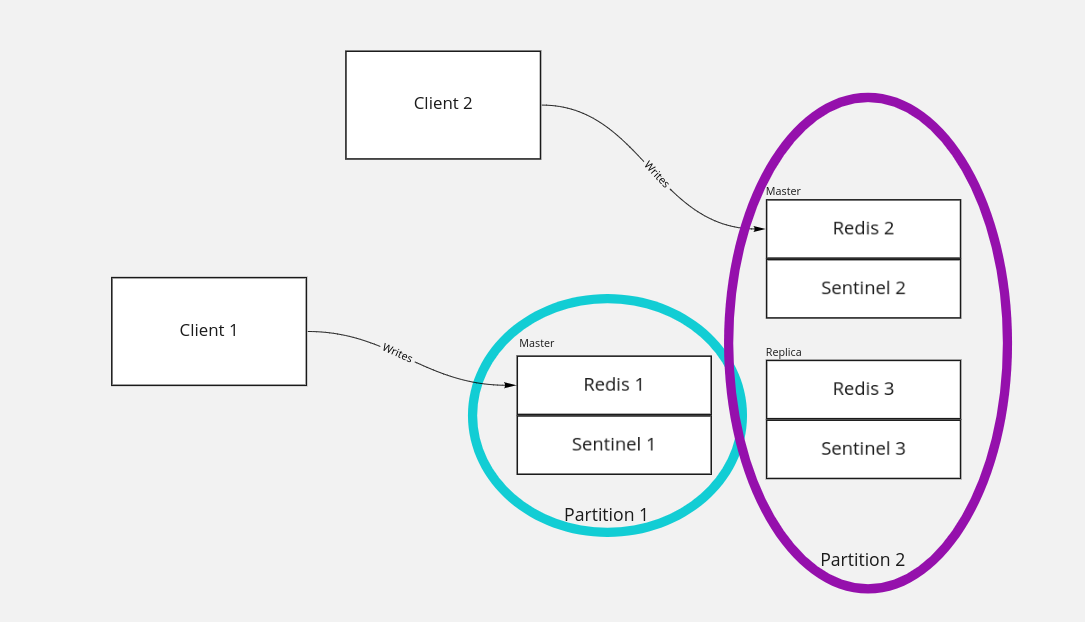 Client 2
Writes
Master
Redis 2
Sentinel 2
Client 1
Writes
Master
Redis 1
Sentinel 1
Partition 1
Replica
Redis 3
Sentinel 3
Partition 2